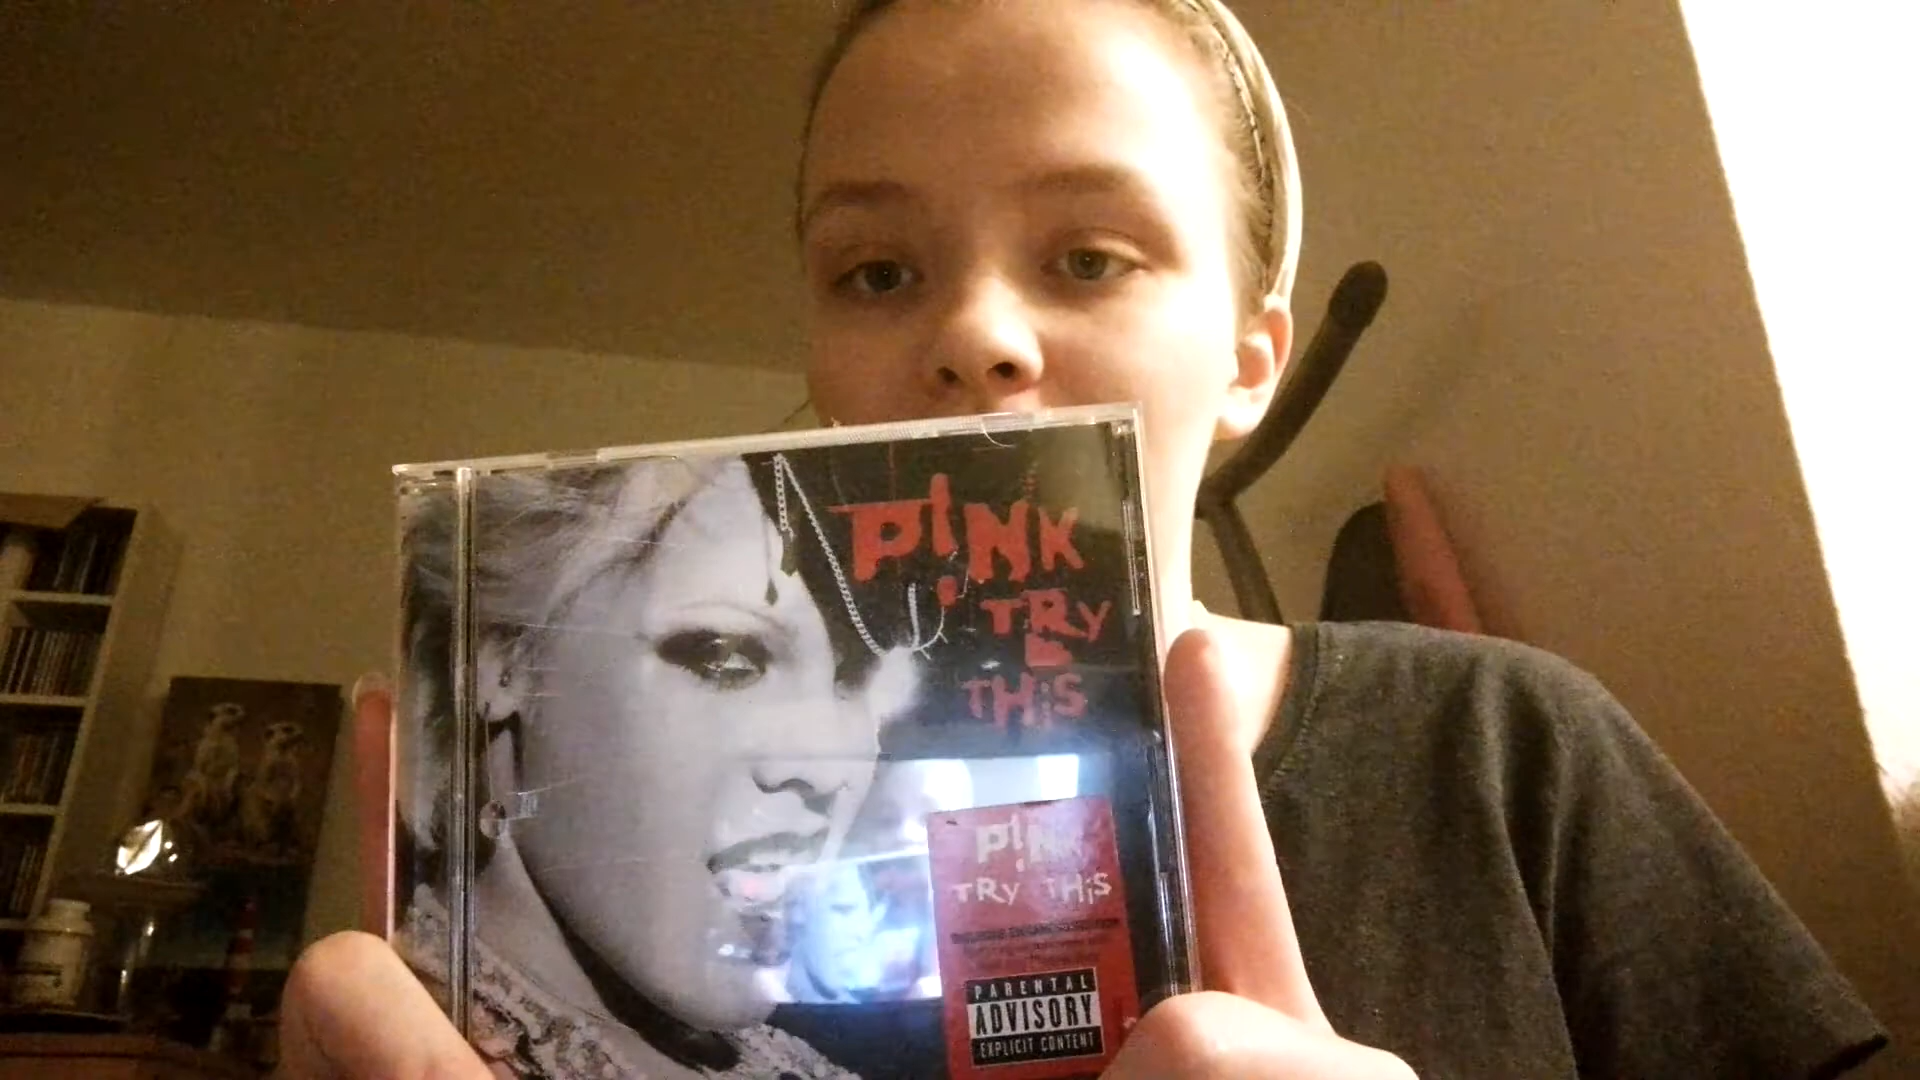 P!NK
TRY
THiS
P!NK
TRY THiS
PARENTAL
ADVISORY
EXPLICIT CONTENT